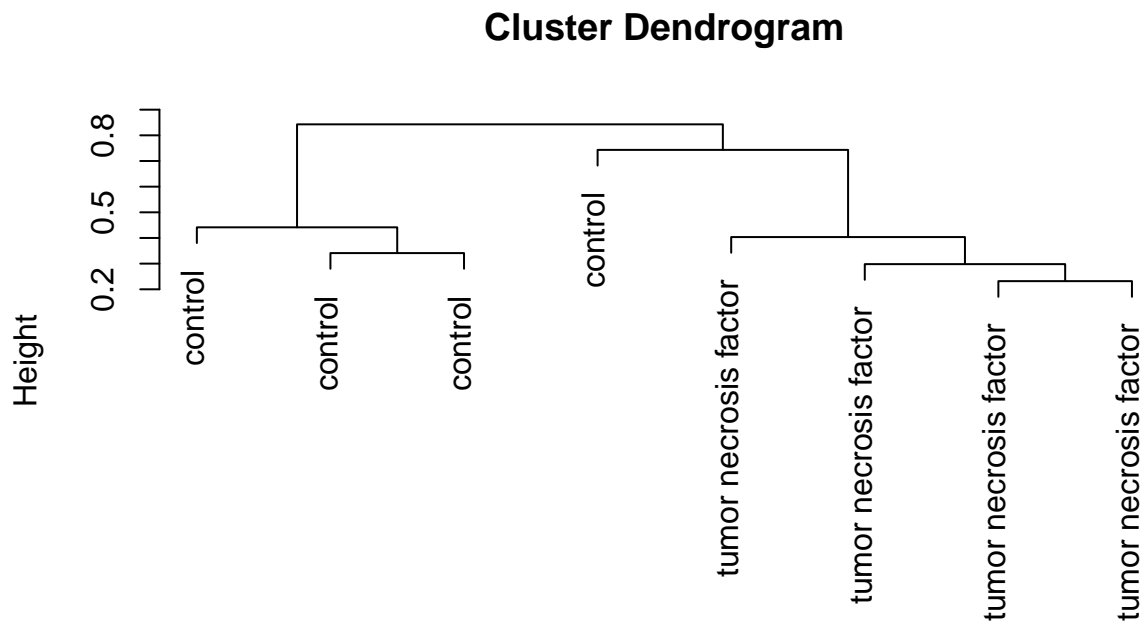 Cluster Dendrogram
Height
0.8
0.5
0.2
control
control
control
control
tumor necrosis factor
tumor necrosis factor
tumor necrosis factor
tumor necrosis factor